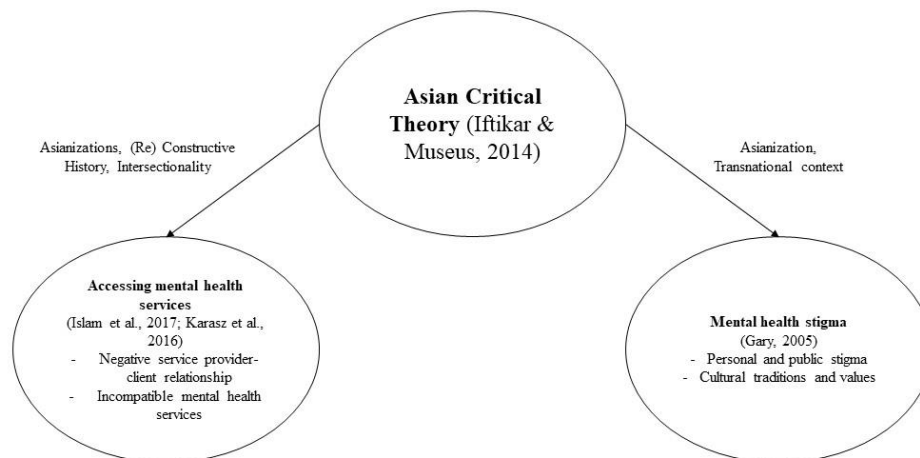 Asian Critical
Theory (Iftikar &
Museus, 2014)
Asianizations, (Re) Constructive
History, Intersectionality
Asianization,
Transnational context
Accessing mental health
services
(Islam et al., 2017; Karasz et al.,
2016)
- Negative service provider-
client relationship
- Incompatible mental health
services
Mental health stigma
(Gary, 2005)
- Personal and public stigma
- Cultural traditions and values